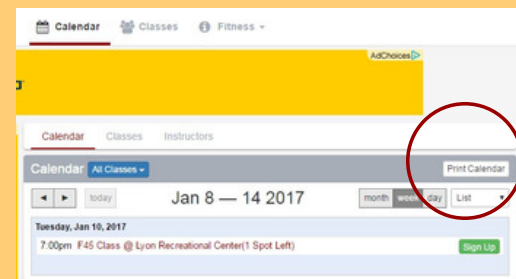 Calendar Classes Fitness
AdChoices
Calendar Classes Instructors
Calendar All Classes Print Calendar
today Jan 8 — 14 2017 month week day List
Tuesday, Jan 10, 2017
7:00pm F45 Class @ Lyon Recreational Center(1 Spot Left) Sign Up